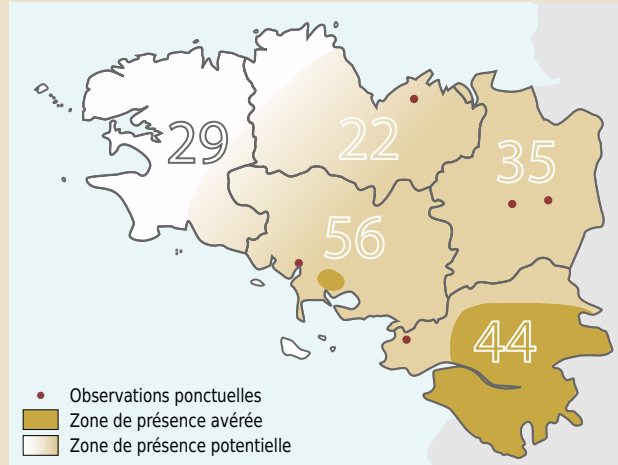 29
22
35
56
44
Observations ponctuelles
Zone de présence avérée
Zone de présence potentielle